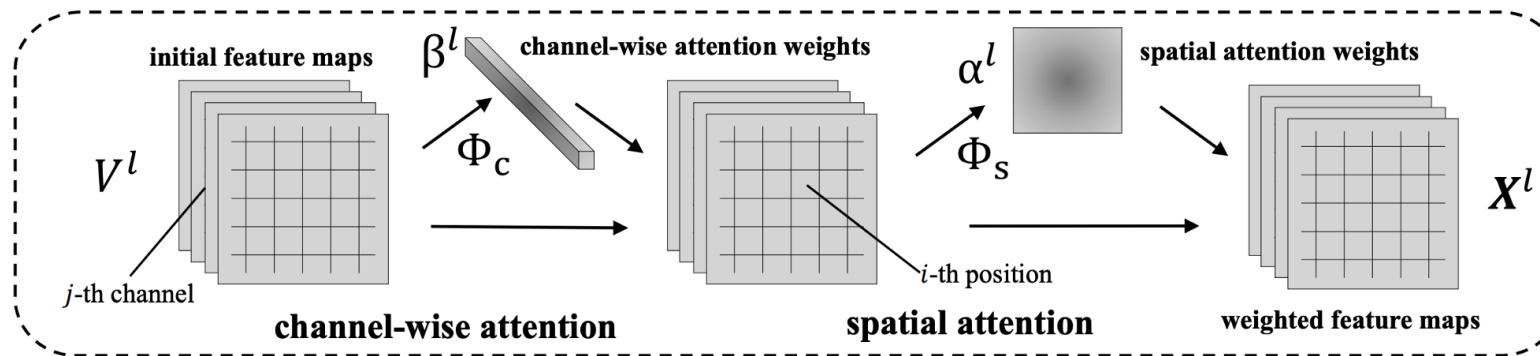 initial feature maps
β^l
channel-wise attention weights
α^l
spatial attention weights
V^l
Φ_c
Φ_s
X^l
j-th channel
i-th position
channel-wise attention
spatial attention
weighted feature maps